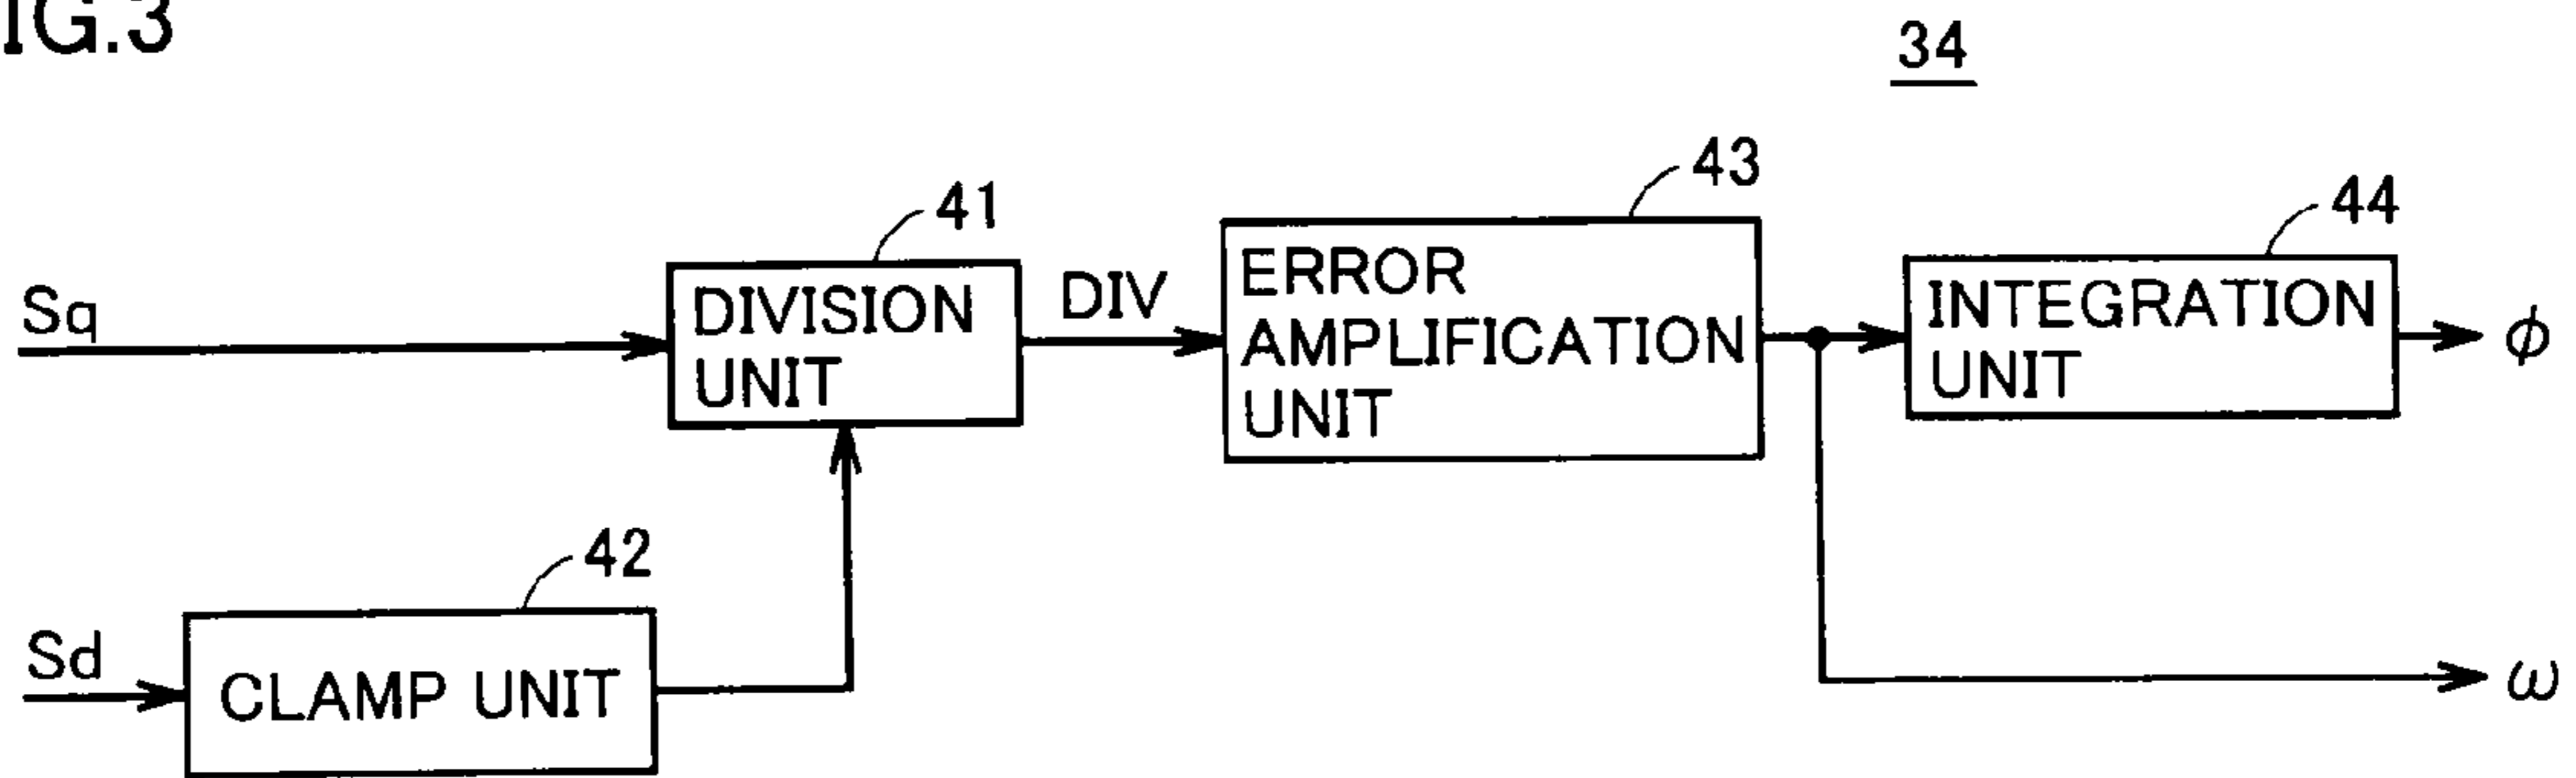 IG.3
34
41
43
44
Sq
DIVISION
UNIT
DIV
ERROR
AMPLIFICATION
UNIT
INTEGRATION
UNIT
ϕ
42
Sd
CLAMP UNIT
ω